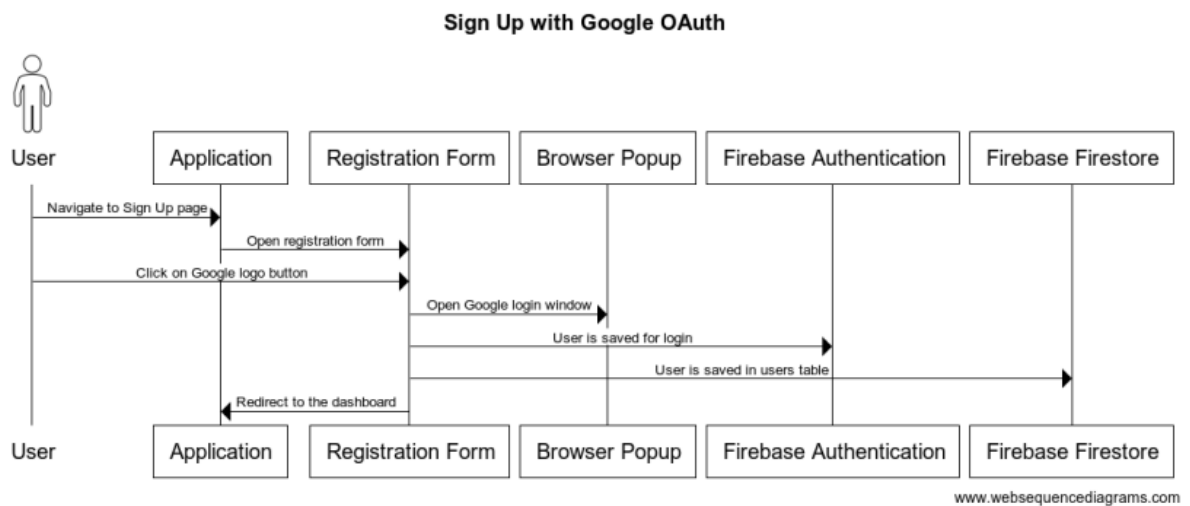 Sign Up with Google OAuth
User
Application
Registration Form
Browser Popup
Firebase Authentication
Firebase Firestore
Navigate to Sign Up page
Open registration form
Click on Google logo button
Open Google login window
User is saved for login
User is saved in users table
Redirect to the dashboard
User
Application
Registration Form
Browser Popup
Firebase Authentication
Firebase Firestore
www.websequencediagrams.com